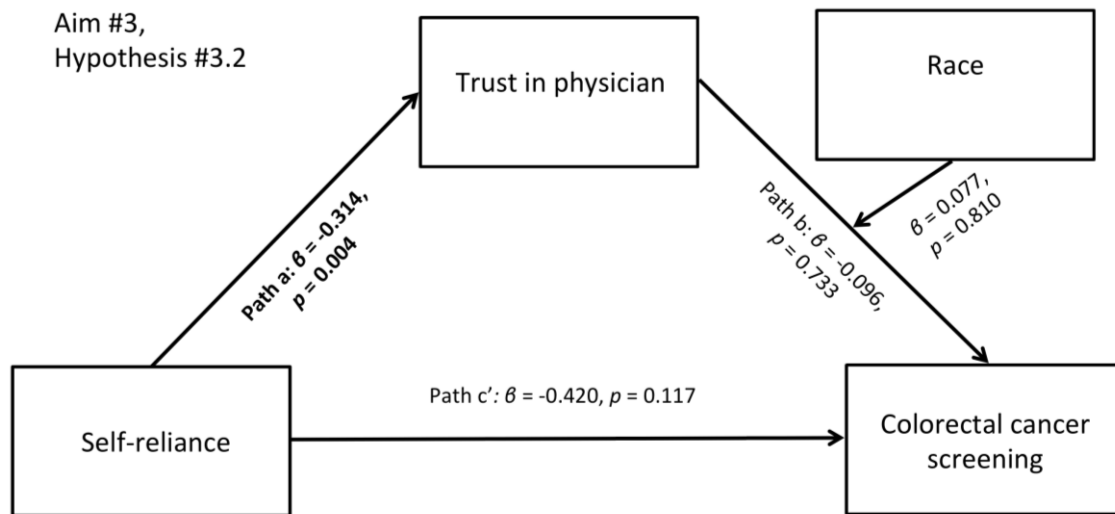 Aim #3,
Hypothesis #3.2
Trust in physician
Race
Path a: β = -0.314,
p = 0.004
Path b: β = -0.096,
p = 0.733
β = 0.077,
p = 0.810
Path c’: β = -0.420, p = 0.117
Self-reliance
Colorectal cancer
screening